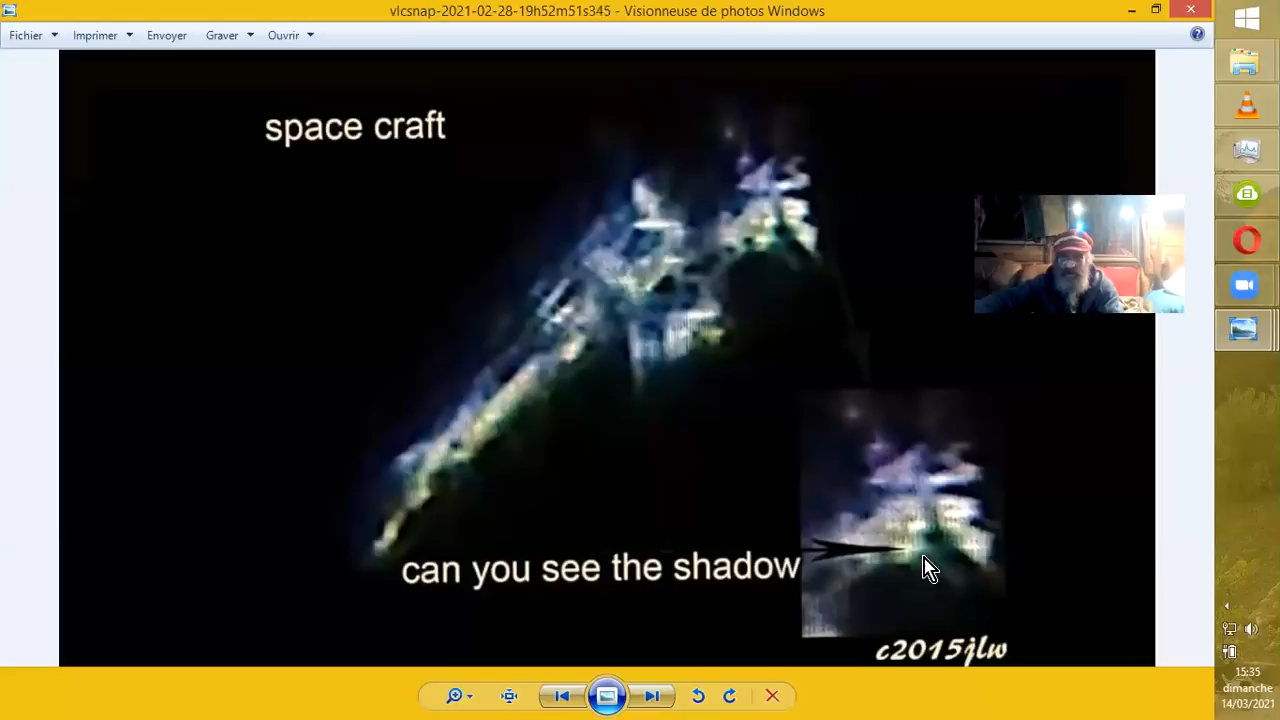 vlcsnap-2021-02-28-19h52m51s345 - Visionneuse de photos Windows
Fichier Imprimer Envoyer Graver Ouvrir
space craft
can you see the shadow
c2015jlw
15:35
dimanche
14/03/2021